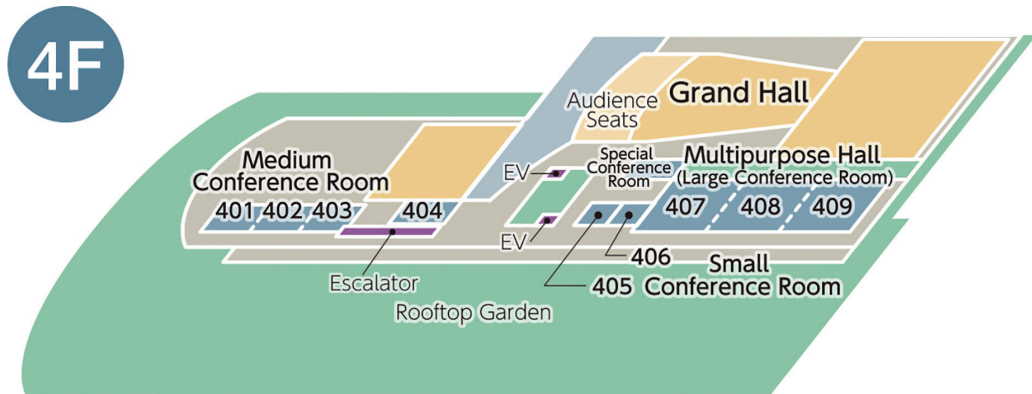 4F
Audience
Seats
Grand Hall
Medium
Conference Room
401 402 403
404
EV
EV
Special
Conference
Room
Multipurpose Hall
(Large Conference Room)
407 408 409
406
405
Small
Conference Room
Escalator
Rooftop Garden